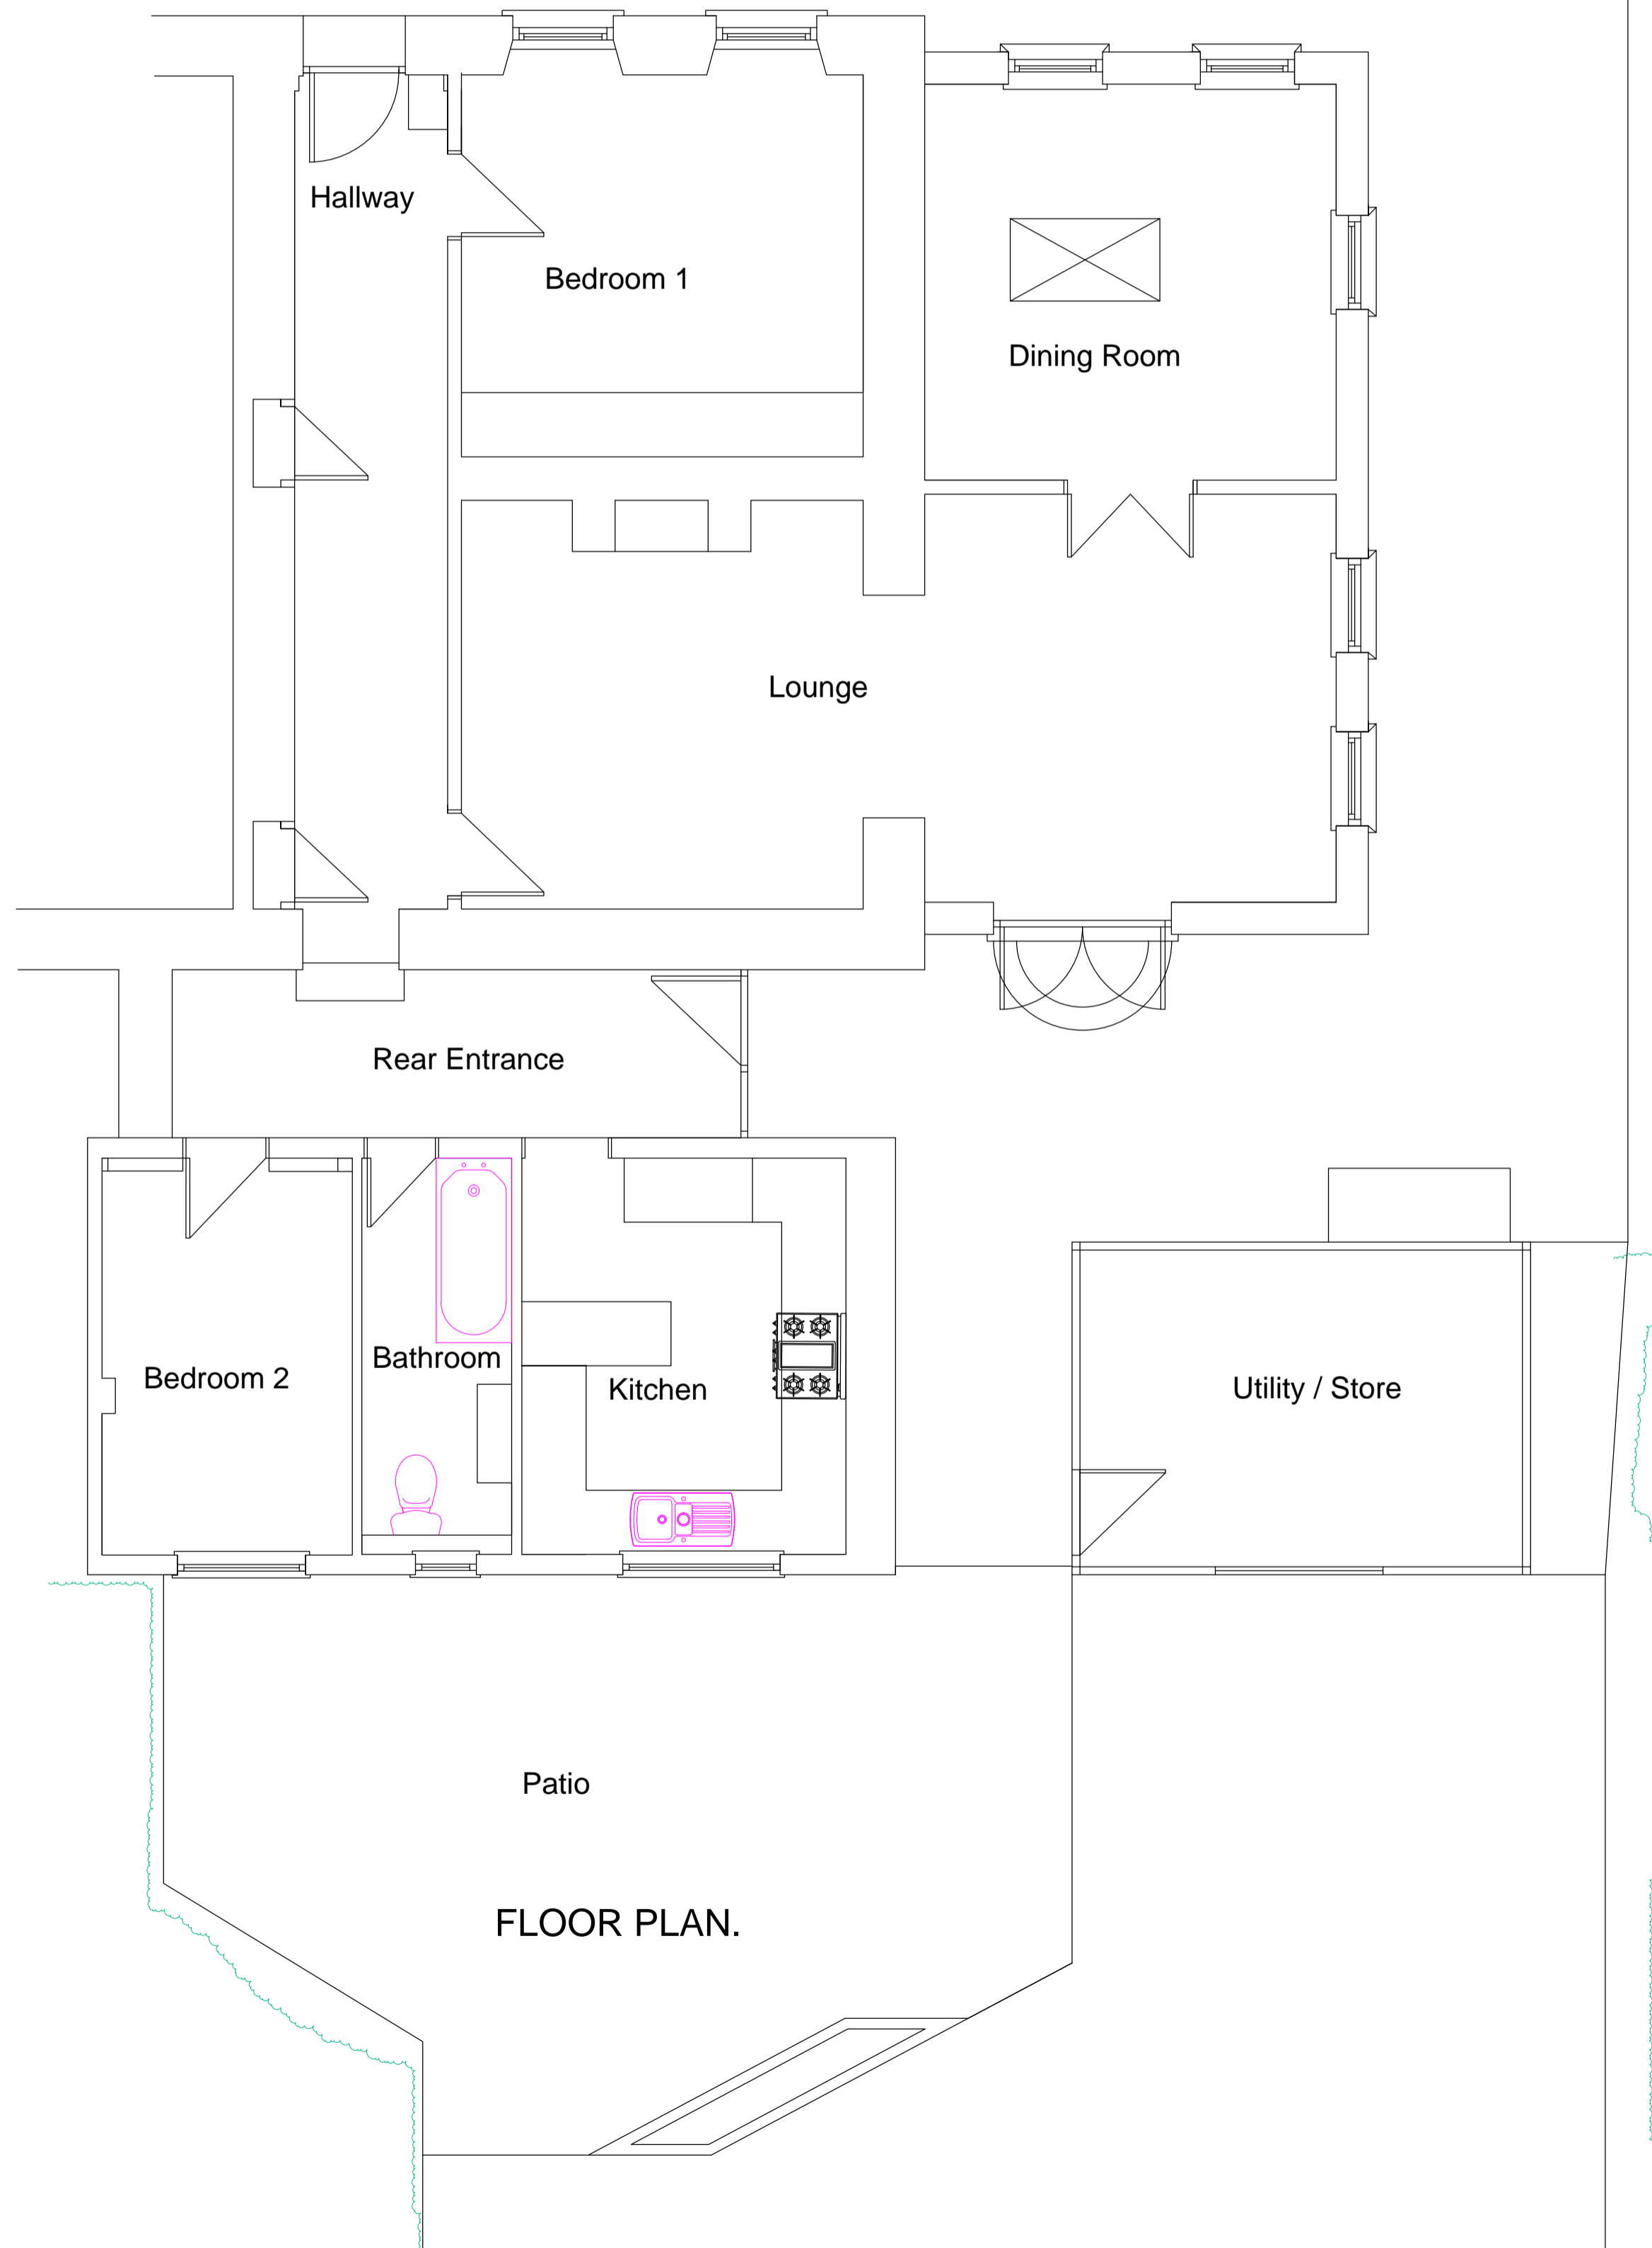 Hallway
Bedroom 1
Dining Room
Lounge
Rear Entrance
Bedroom 2
Bathroom
Kitchen
Utility / Store
Patio
FLOOR PLAN.